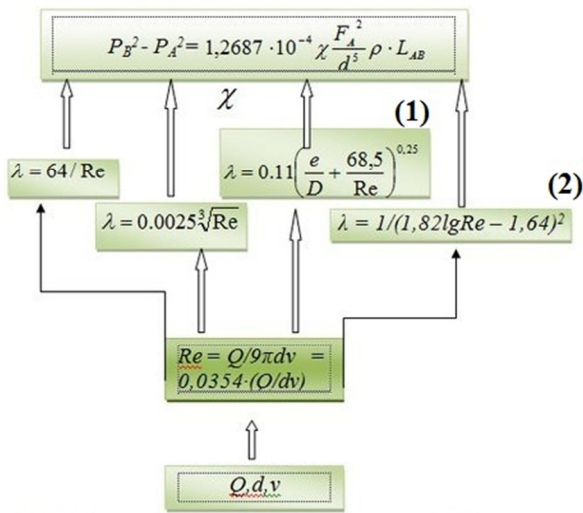 P_B² - P_A² = 1,2687 ·10⁻⁴ χ F_A²/d⁵ ρ · L_AB
χ
(1)
λ = 64 / Re
λ = 0.11(e/D + 68,5/Re)^0,25
(2)
λ = 0.0025∛Re
λ = 1/(1,82lgRe – 1,64)²
Re = Q/9πdv =
0,0354·(Q/dv)
Q,d,v